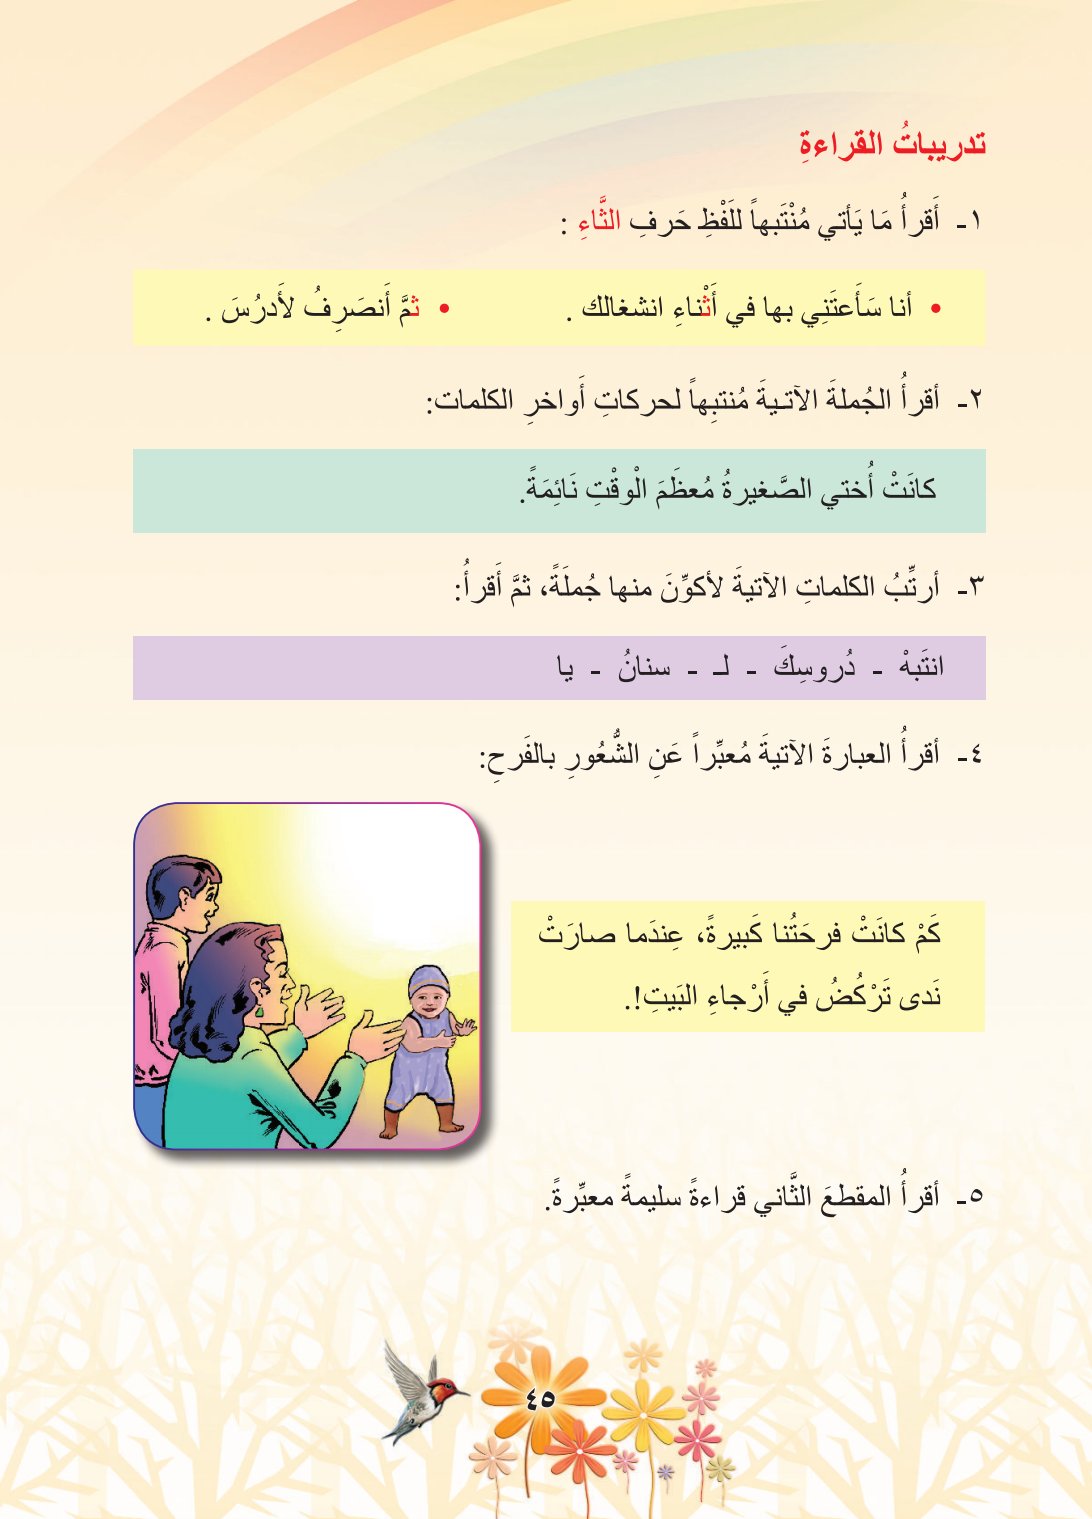 تدريباتُ القراءةِ
١- أَقرأُ مَا يَأتي مُنْتَبهاً للَفْظِ حَرفِ الثَّاءِ :
• أنا سَأَعتَنِي بها في أَثْناءِ انشغالك . • ثمَّ أَنصَرِفُ لأَدرُسَ .
٢- أقرأُ الجُملةَ الآتـيةَ مُنتبِهاً لحركاتِ أَواخرِ الكلمات:
كانَتْ أُختي الصَّغيرةُ مُعظَمَ الْوقْتِ نَائِمَةً.
٣- أرتِّبُ الكلماتِ الآتيةَ لأكوِّنَ منها جُملَةً، ثمَّ أَقرأُ:
انتَبهْ - دُروسِكَ - لـ - سنانُ - يا
٤- أقرأُ العبارةَ الآتيةَ مُعبِّراً عَنِ الشُّعُورِ بالفَرحِ:
كَمْ كانَتْ فرحَتُنا كَبيرةً، عِندَما صارَتْ
نَدى تَرْكُضُ في أَرْجاءِ البَيتِ!.
٥- أقرأُ المقطعَ الثَّاني قراءةً سليمةً معبِّرةً.
٤٥